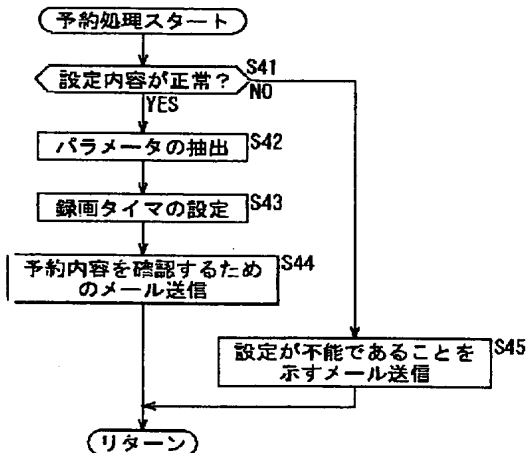 予約処理スタート
設定内容が正常？
S41
NO
YES
パラメータの抽出
S42
録画タイマの設定
S43
予約内容を確認するため
のメール送信
S44
設定が不能であることを
示すメール送信
S45
リターン